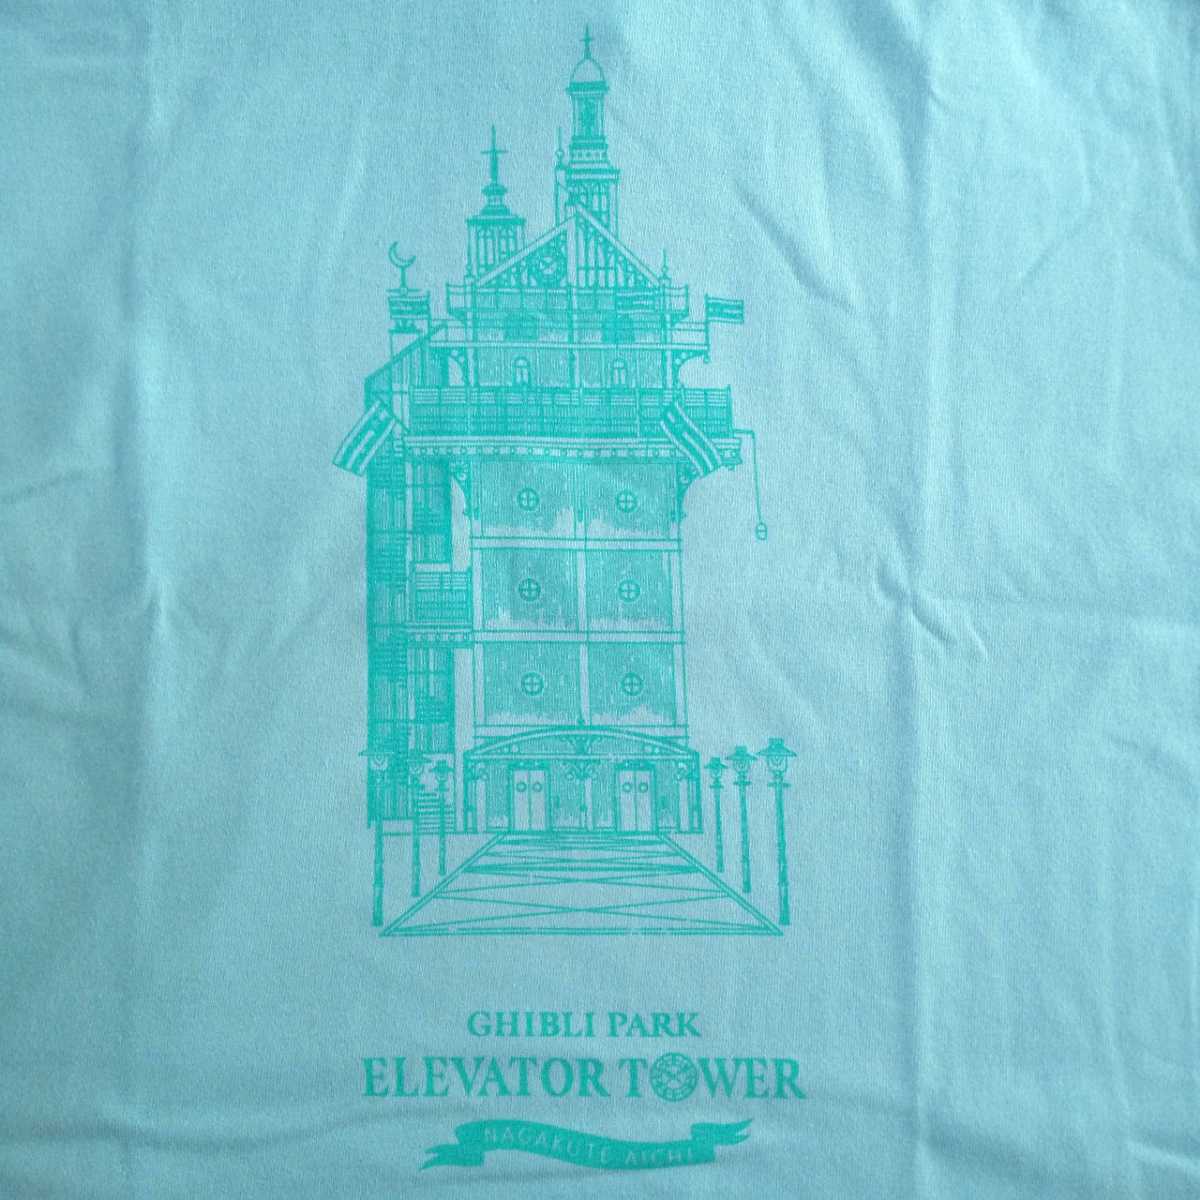 GHIBLI PARK
ELEVATOR TOWER
NAGAKUTE AICHI